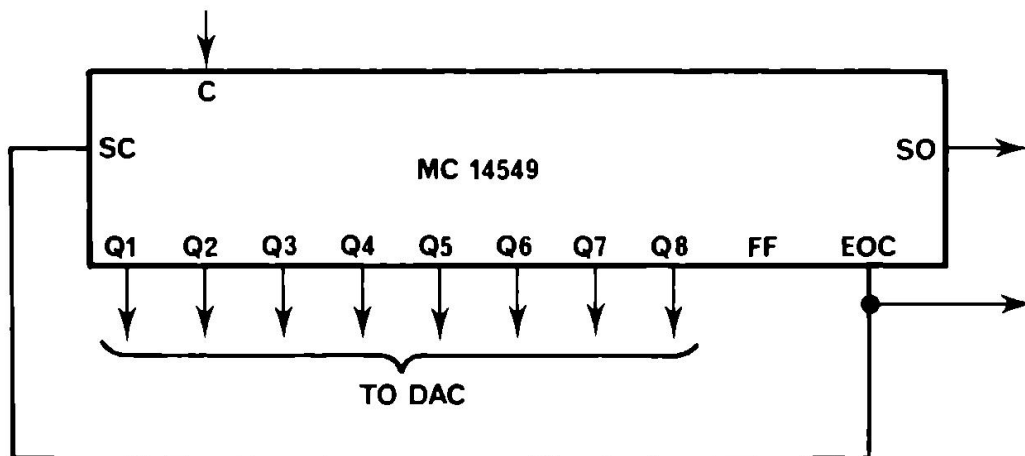 C
SC
MC 14549
SO
Q1 Q2 Q3 Q4 Q5 Q6 Q7 Q8 FF EOC
TO DAC